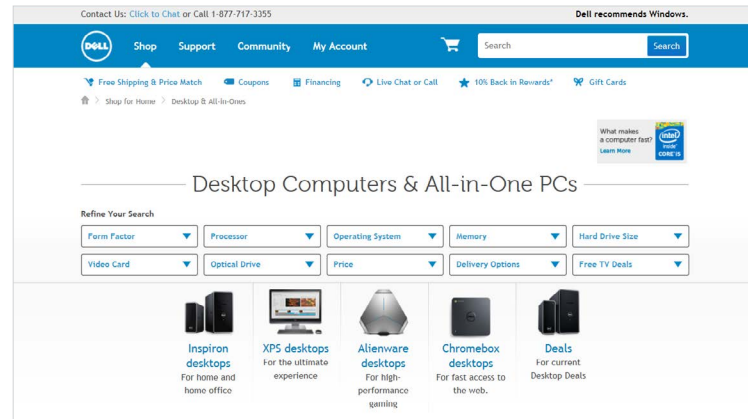 Contact Us: Click to Chat or Call 1-877-717-3355
Dell recommends Windows.
DELL
Shop Support Community My Account
Search
Search
Free Shipping & Price Match Coupons Financing Live Chat or Call 10% Back in Rewards* Gift Cards
Shop for Home > Desktop & All-in-Ones
What makes
a computer fast?
Learn More
intel
inside
CORE i5
Desktop Computers & All-in-One PCs
Refine Your Search
Form Factor Processor Operating System Memory Hard Drive Size
Video Card Optical Drive Price Delivery Options Free TV Deals
Inspiron
desktops
For home and
home office
XPS desktops
For the ultimate
experience
Alienware
desktops
For high-
performance
gaming
Chromebox
desktops
For fast access to
the web.
Deals
For current
Desktop Deals